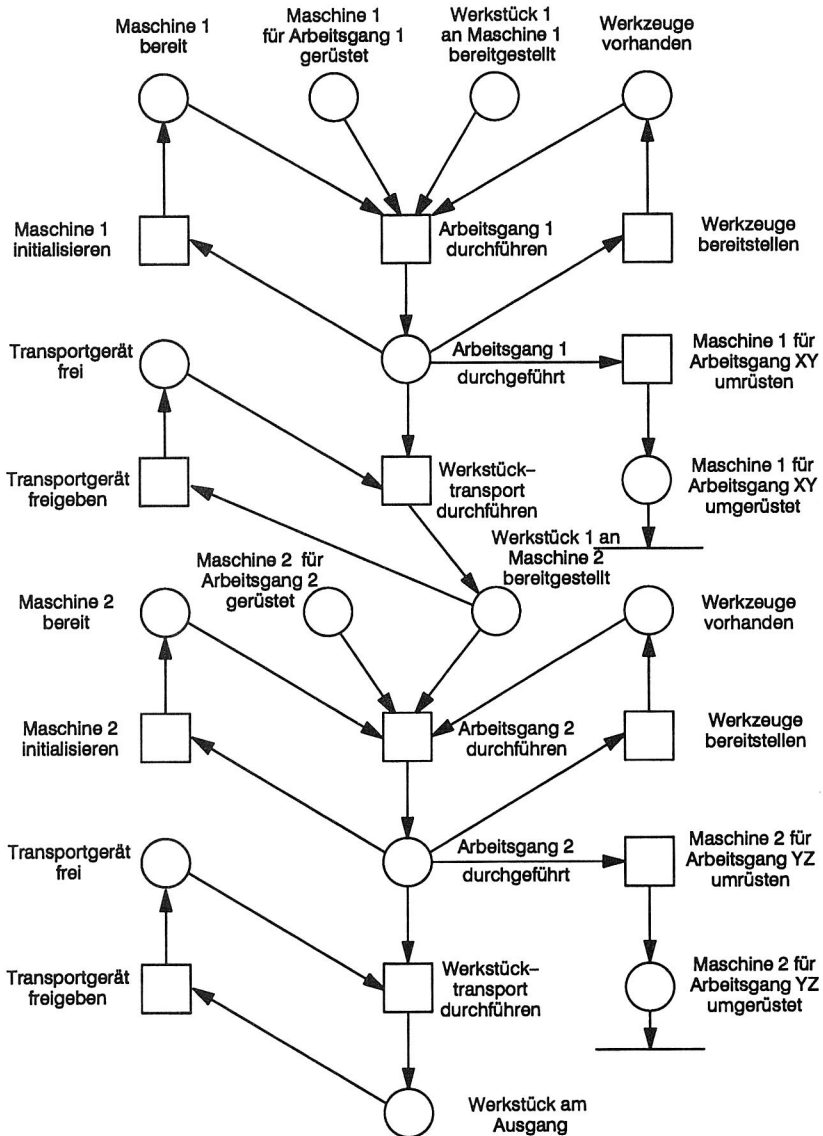 Maschine 1
bereit
Maschine 1
für Arbeitsgang 1
gerüstet
Werkstück 1
an Maschine 1
bereitgestellt
Werkzeuge
vorhanden
Maschine 1
initialisieren
Arbeitsgang 1
durchführen
Werkzeuge
bereitstellen
Transportgerät
frei
Arbeitsgang 1
durchgeführt
Maschine 1 für
Arbeitsgang XY
umrüsten
Transportgerät
freigeben
Werkstück-
transport
durchführen
Maschine 1 für
Arbeitsgang XY
umgerüstet
Maschine 2 für
Arbeitsgang 2
gerüstet
Werkstück 1 an
Maschine 2
bereitgestellt
Maschine 2
bereit
Werkzeuge
vorhanden
Maschine 2
initialisieren
Arbeitsgang 2
durchführen
Werkzeuge
bereitstellen
Transportgerät
frei
Arbeitsgang 2
durchgeführt
Maschine 2 für
Arbeitsgang YZ
umrüsten
Transportgerät
freigeben
Werkstück-
transport
durchführen
Maschine 2 für
Arbeitsgang YZ
umgerüstet
Werkstück am
Ausgang